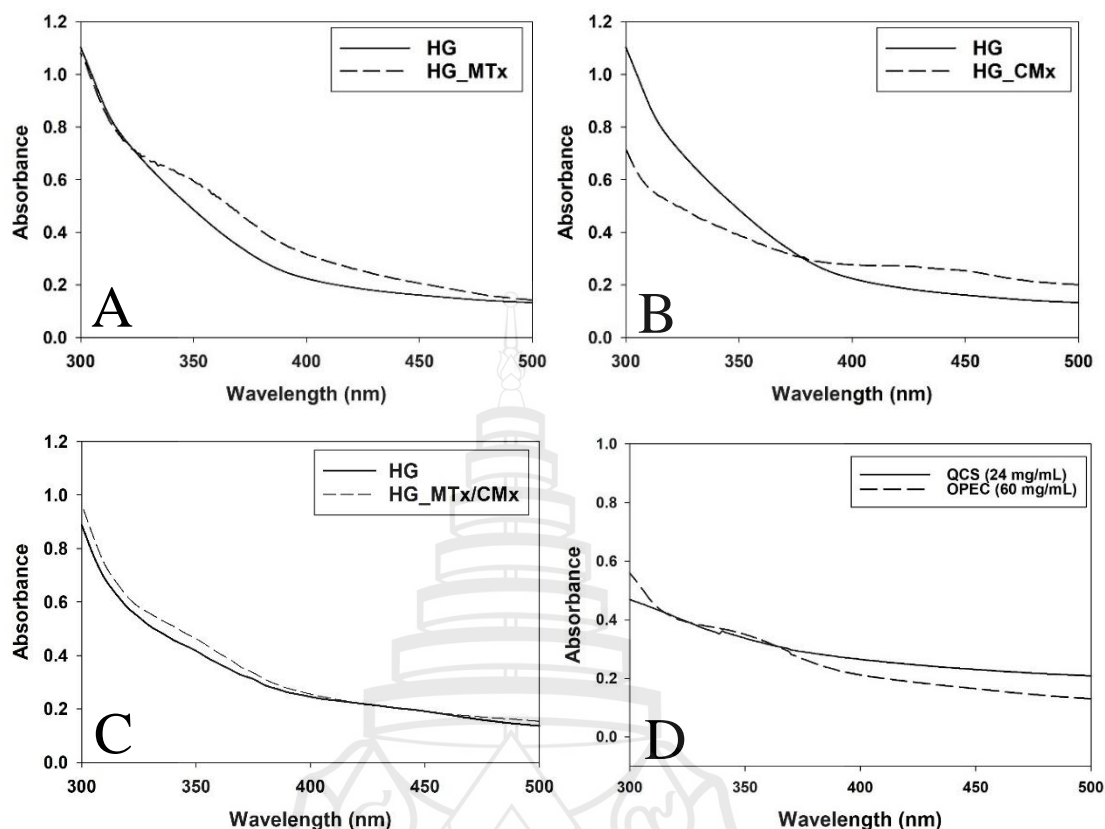 1.2
1.0
0.8
0.6
0.4
0.2
0.0
Absorbance
HG
HG_MTx
A
300 350 400 450 500
Wavelength (nm)
1.2
1.0
0.8
0.6
0.4
0.2
0.0
Absorbance
HG
HG_CMx
B
300 350 400 450 500
Wavelength (nm)
1.2
1.0
0.8
0.6
0.4
0.2
0.0
Absorbance
HG
HG_MTx/CMx
C
300 350 400 450 500
Wavelength (nm)
1.0
0.8
0.6
0.4
0.2
0.0
Absorbance
QCS (24 mg/mL)
OPEC (60 mg/mL)
D
300 350 400 450 500
Wavelength (nm)